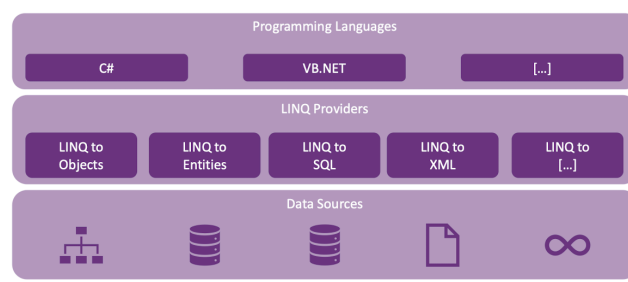 Programming Languages
C#
VB.NET
[...]
LINQ Providers
LINQ to
Objects
LINQ to
Entities
LINQ to
SQL
LINQ to
XML
LINQ to
[...]
Data Sources